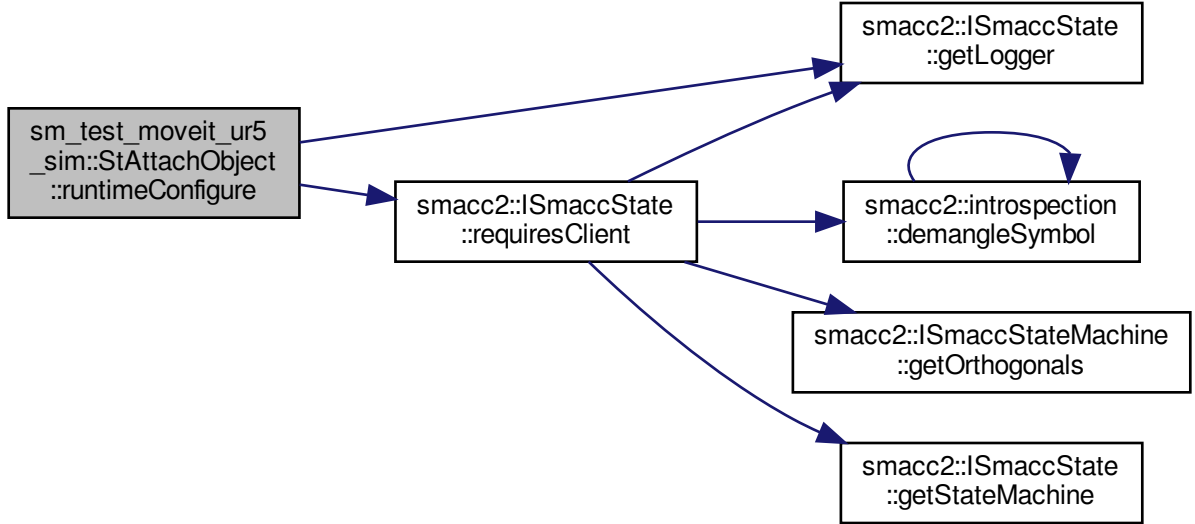 smacc2::ISmaccState
::getLogger
sm_test_moveit_ur5
_sim::StAttachObject
::runtimeConfigure
smacc2::ISmaccState
::requiresClient
smacc2::introspection
::demangleSymbol
smacc2::ISmaccStateMachine
::getOrthogonals
smacc2::ISmaccState
::getStateMachine